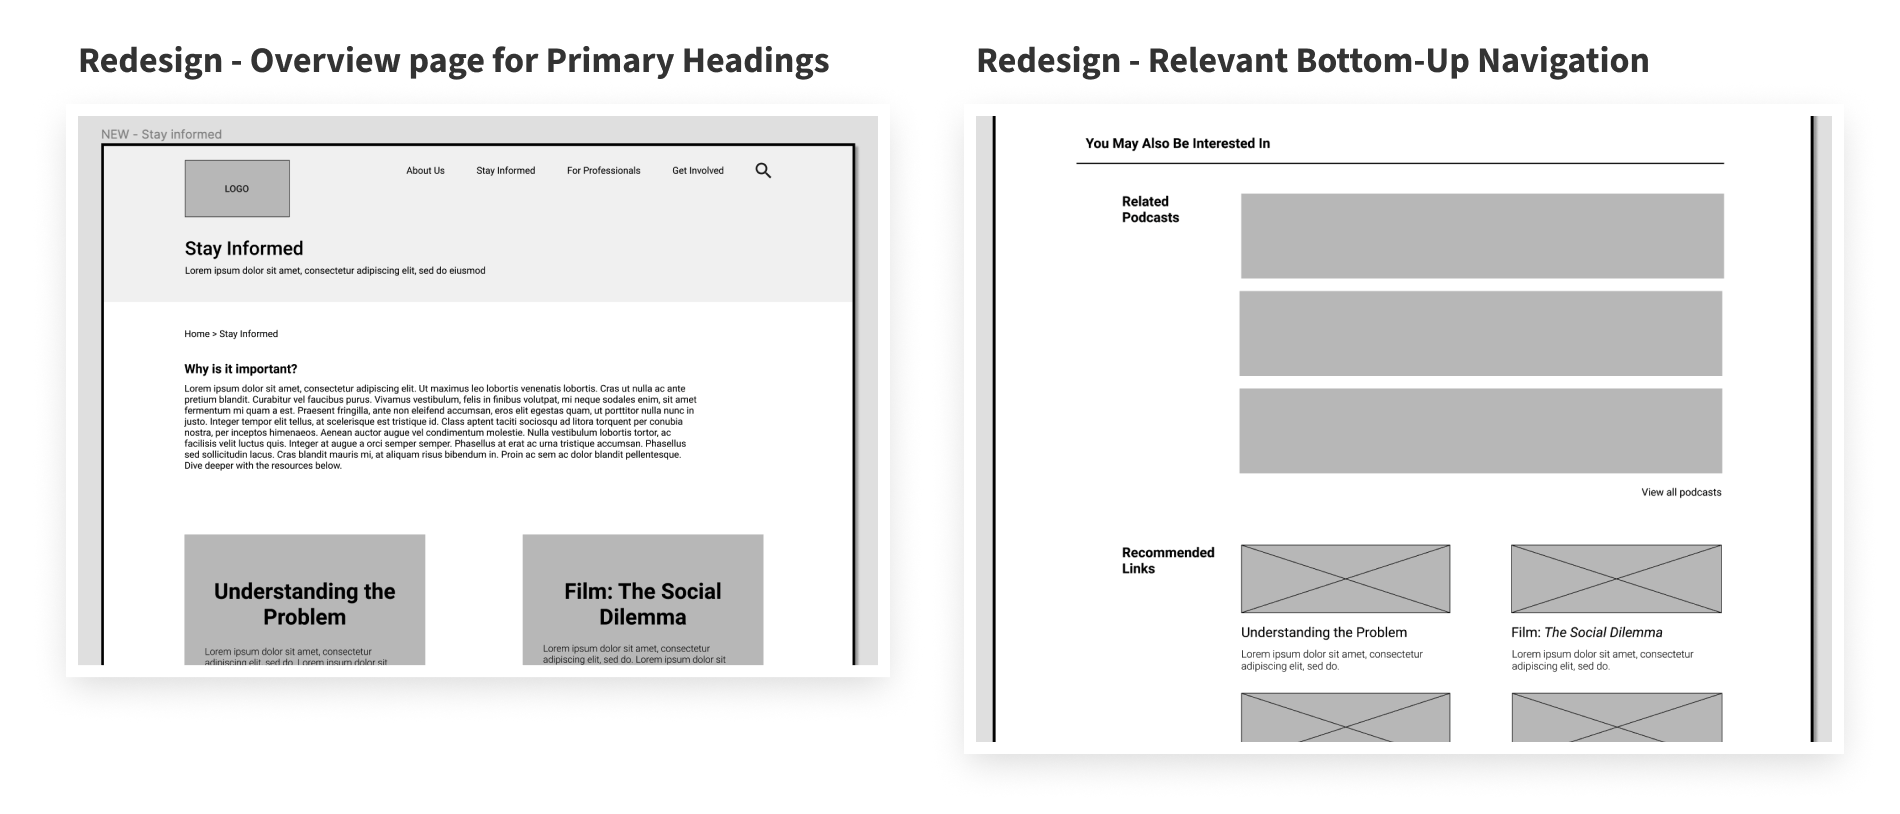 Redesign - Overview page for Primary Headings
NEW - Stay informed
LOGO
About Us
Stay Informed
For Professionals
Get Involved
Stay Informed
Lorem ipsum dolor sit amet, consectetur adipiscing elit, sed do eiusmod
Home > Stay Informed
Why is it important?
Lorem ipsum dolor sit amet, consectetur adipiscing elit. Ut maximus leo lobortis venenatis lobortis. Cras ut nulla ac ante
pretium blandit. Curabitur vel faucibus purus. Vivamus vestibulum, felis in finibus volutpat, mi neque sodales enim, sit amet
fermentum mi quam a est. Praesent fringilla, ante non eleifend accumsan, eros elit egestas quam, ut porttitor nulla nunc in
justo. Integer tempor elit tellus, at scelerisque est tristique id. Class aptent taciti sociosqu ad litora torquent per conubia
nostra, per inceptos himenaeos. Aenean auctor augue vel condimentum molestie. Nulla vestibulum lobortis tortor, ac
facilisis velit luctus quis. Integer at augue a orci semper semper. Phasellus at erat ac urna tristique accumsan. Phasellus
sed sollicitudin lacus. Cras blandit mauris mi, at aliquam risus bibendum in. Proin ac sem ac dolor blandit pellentesque.
Dive deeper with the resources below.
Understanding the
Problem
Lorem ipsum dolor sit amet, consectetur
adipiscing elit, sed do. Lorem ipsum dolor sit
Film: The Social
Dilemma
Lorem ipsum dolor sit amet, consectetur
adipiscing elit, sed do. Lorem ipsum dolor sit
Redesign - Relevant Bottom-Up Navigation
You May Also Be Interested In
Related
Podcasts
View all podcasts
Recommended
Links
Understanding the Problem
Lorem ipsum dolor sit amet, consectetur
adipiscing elit, sed do.
Film: The Social Dilemma
Lorem ipsum dolor sit amet, consectetur
adipiscing elit, sed do.